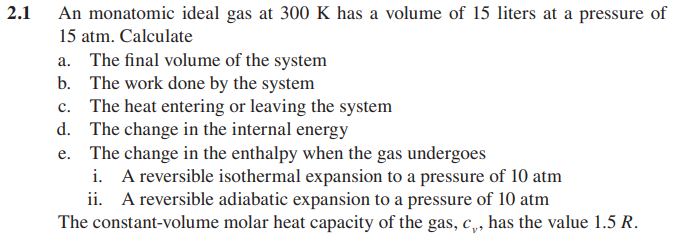 2.1 An monatomic ideal gas at 300 K has a volume of 15 liters at a pressure of
15 atm. Calculate
a. The final volume of the system
b. The work done by the system
c. The heat entering or leaving the system
d. The change in the internal energy
e. The change in the enthalpy when the gas undergoes
i. A reversible isothermal expansion to a pressure of 10 atm
ii. A reversible adiabatic expansion to a pressure of 10 atm
The constant-volume molar heat capacity of the gas, cᵥ, has the value 1.5 R.